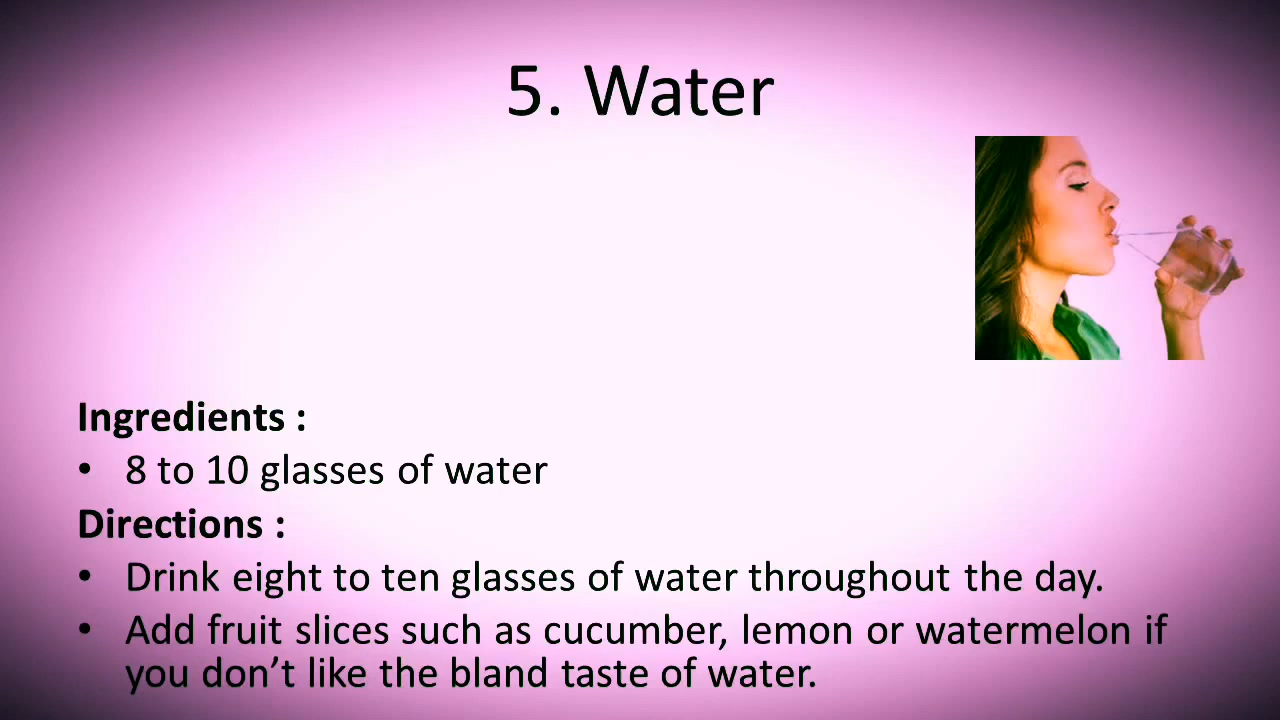 5. Water
Ingredients :
• 8 to 10 glasses of water
Directions :
• Drink eight to ten glasses of water throughout the day.
• Add fruit slices such as cucumber, lemon or watermelon if
you don’t like the bland taste of water.